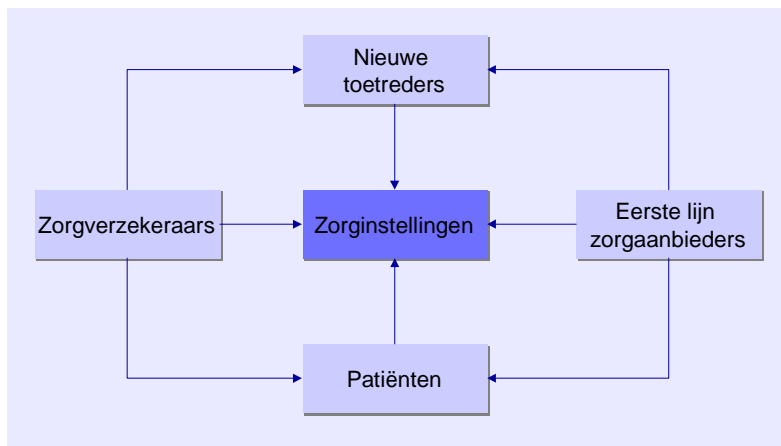 Nieuwe
toetreders
Zorgverzekeraars
Zorginstellingen
Eerste lijn
zorgaanbieders
Patiënten